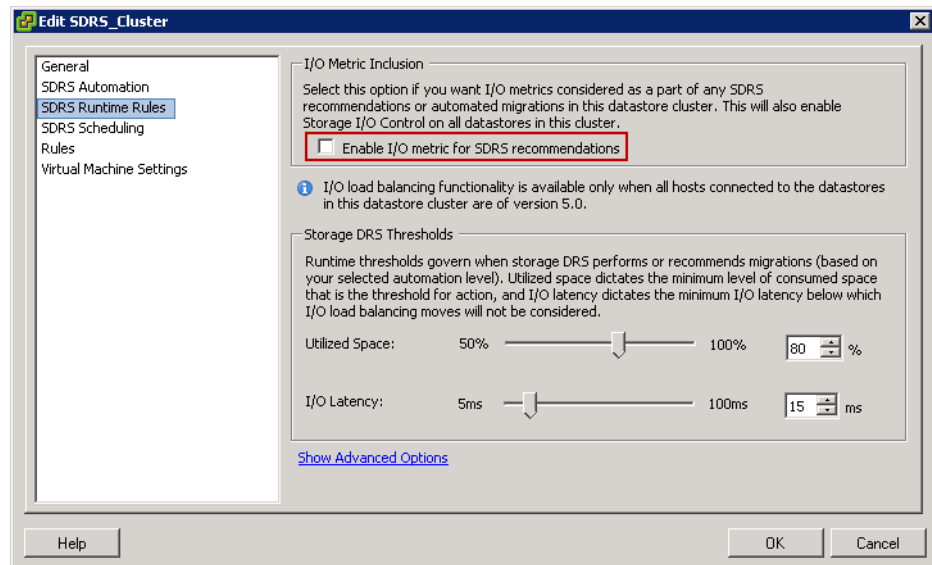 Edit SDRS_Cluster
General
SDRS Automation
SDRS Runtime Rules
SDRS Scheduling
Rules
Virtual Machine Settings
I/O Metric Inclusion
Select this option if you want I/O metrics considered as a part of any SDRS
recommendations or automated migrations in this datastore cluster. This will also enable
Storage I/O Control on all datastores in this cluster.
Enable I/O metric for SDRS recommendations
I/O load balancing functionality is available only when all hosts connected to the datastores
in this datastore cluster are of version 5.0.
Storage DRS Thresholds
Runtime thresholds govern when storage DRS performs or recommends migrations (based on
your selected automation level). Utilized space dictates the minimum level of consumed space
that is the threshold for action, and I/O latency dictates the minimum I/O latency below which
I/O load balancing moves will not be considered.
Utilized Space: 50% 100% 80 %
I/O Latency: 5ms 100ms 15 ms
Show Advanced Options
Help OK Cancel